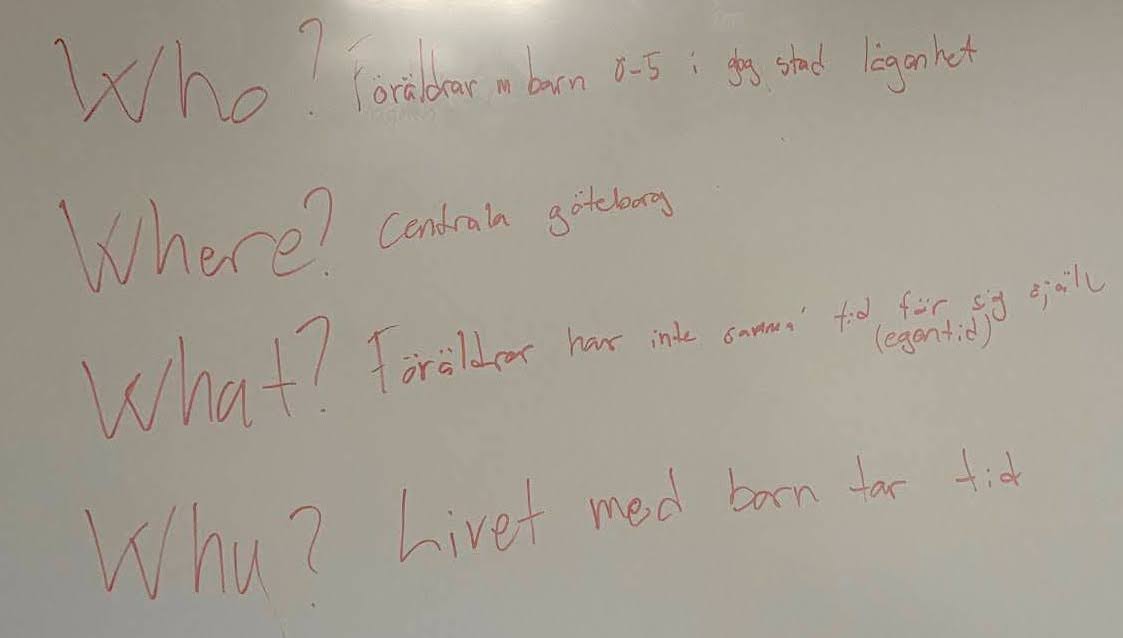 Who? Föräldrar m barn 0-5 i gbg stad lägenhet
Where? Centrala göteborg
What? Föräldrar har inte samma tid för sig själv
(egentid)
Whu? Livet med barn tar tid